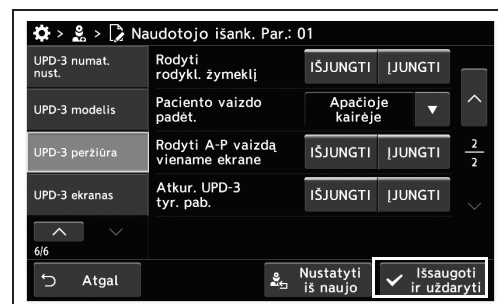 > > Naudotojo išank. Par.: 01
UPD-3 numat.
nust.
UPD-3 modelis
UPD-3 peržiūra
UPD-3 ekranas
6/6
Rodyti
rodykl. žymeklį
IŠJUNGTI ĮJUNGTI
Paciento vaizdo
padėt.
Apačioje
kairėje
Rodyti A-P vaizdą
viename ekrane
IŠJUNGTI ĮJUNGTI
Atkur. UPD-3
tyr. pab.
IŠJUNGTI ĮJUNGTI
2
2
Atgal
Nustatyti
iš naujo
Išsaugoti
ir uždaryti